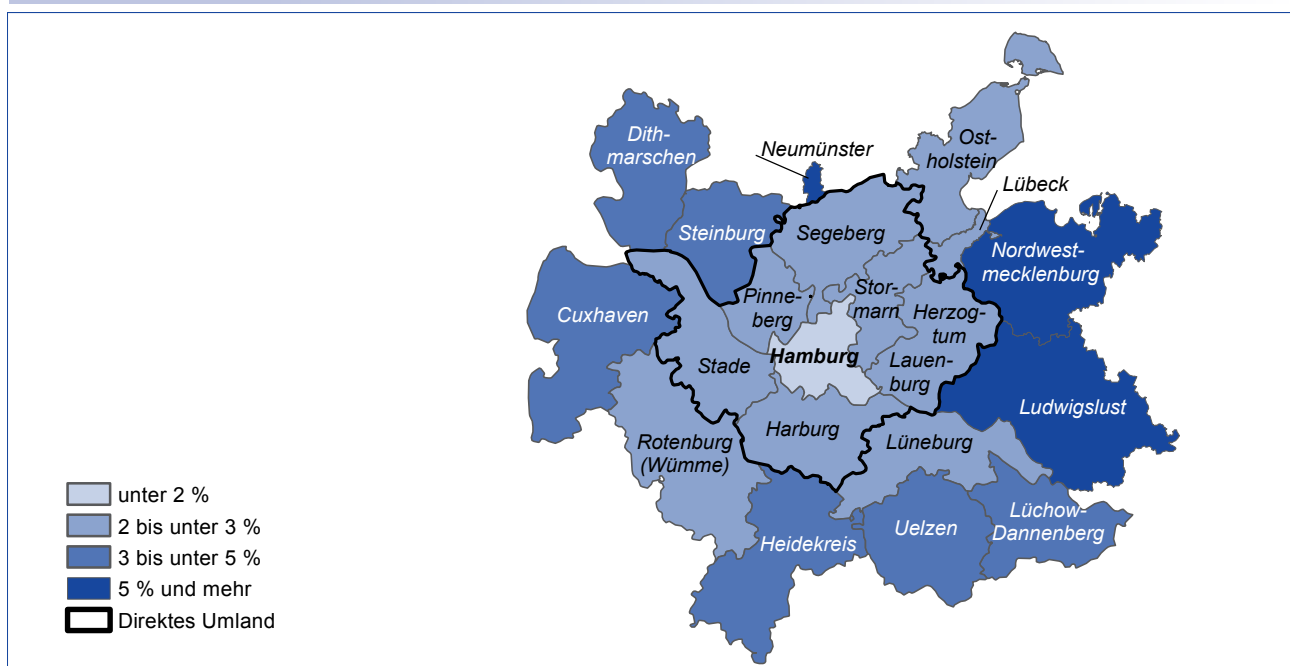 Dith-
marschen
Neumünster
Ost-
holstein
Lübeck
Steinburg
Segeberg
Nordwest-
mecklenburg
Cuxhaven
Pinne-
berg
Stor-
marn
Herzog-
tum
Lauen-
burg
Hamburg
Stade
Ludwigslust
Harburg
Lüneburg
Rotenburg
(Wümme)
Heidekreis
Uelzen
Lüchow-
Dannenberg
unter 2 %
2 bis unter 3 %
3 bis unter 5 %
5 % und mehr
Direktes Umland